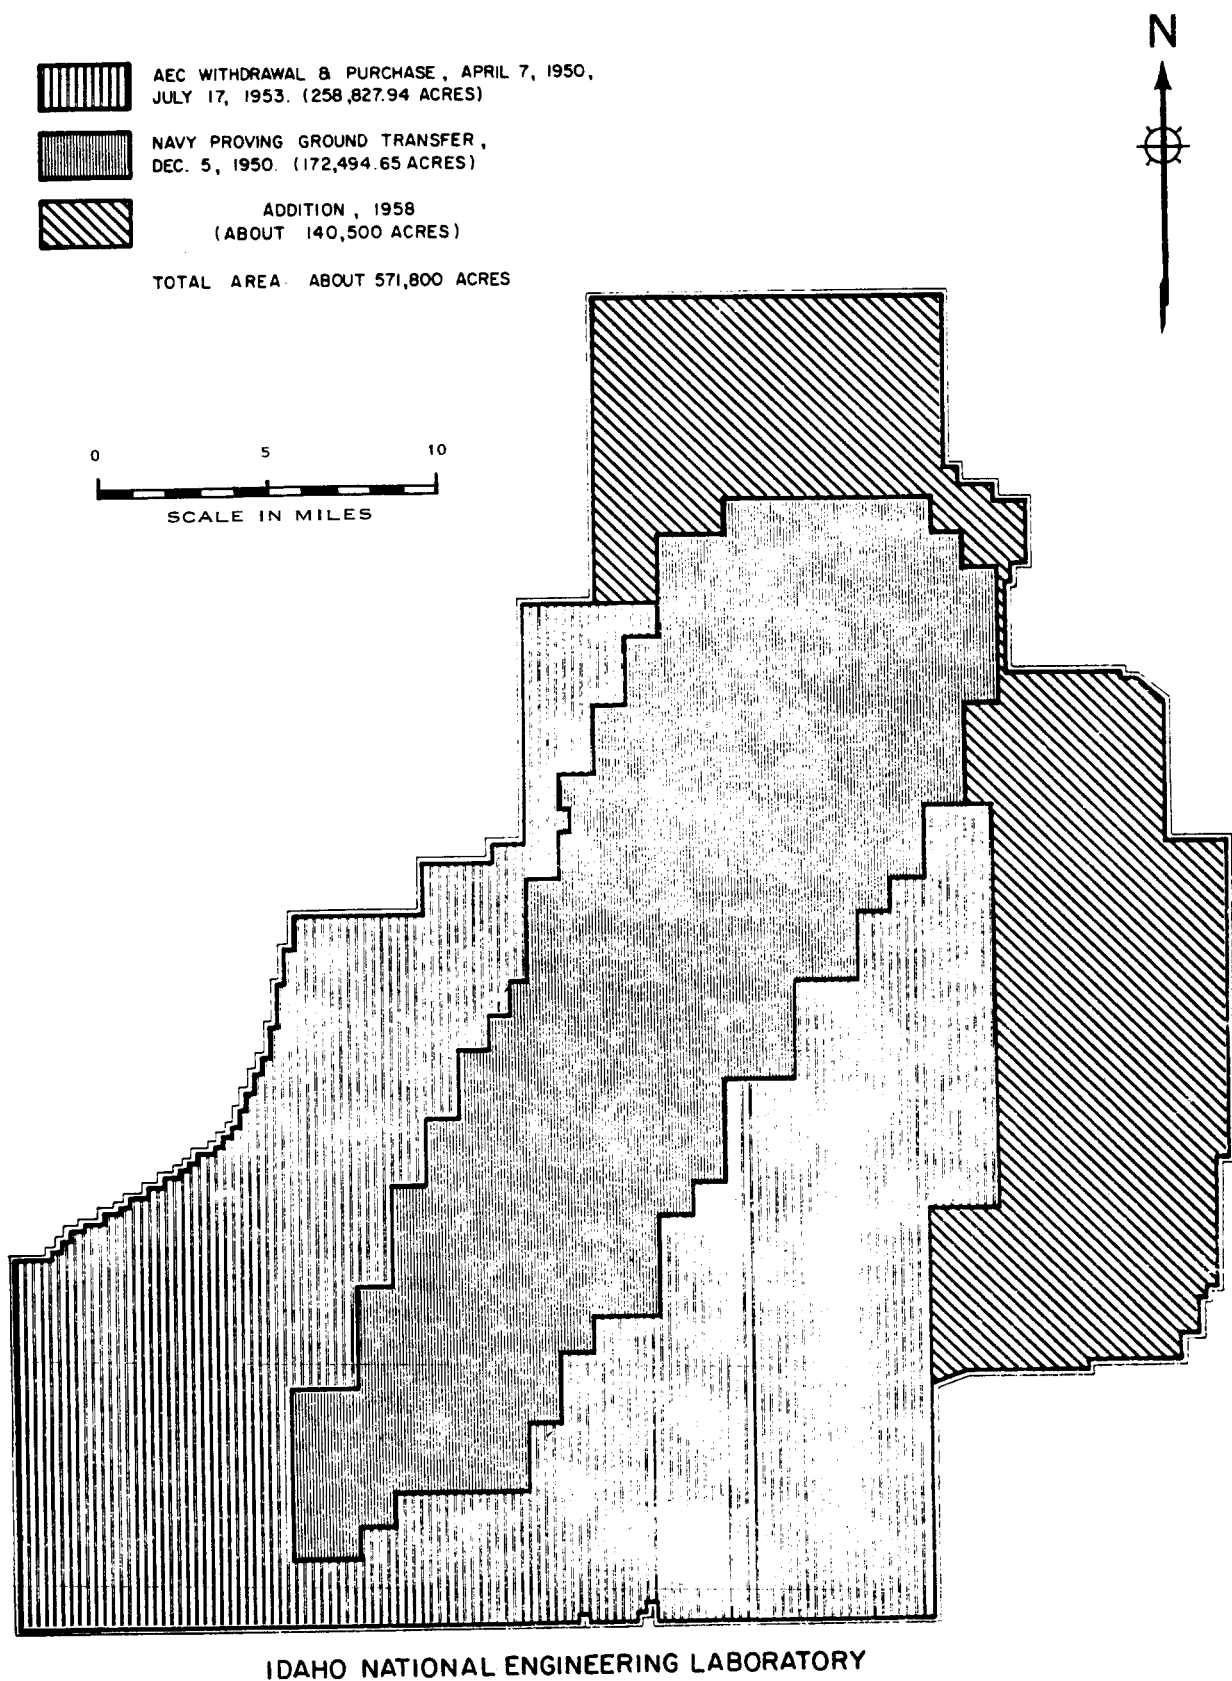 N
AEC WITHDRAWAL & PURCHASE, APRIL 7, 1950,
JULY 17, 1953. (258,827.94 ACRES)
NAVY PROVING GROUND TRANSFER,
DEC. 5, 1950. (172,494.65 ACRES)
ADDITION, 1958
(ABOUT 140,500 ACRES)
TOTAL AREA ABOUT 571,800 ACRES
0 5 10
SCALE IN MILES
IDAHO NATIONAL ENGINEERING LABORATORY